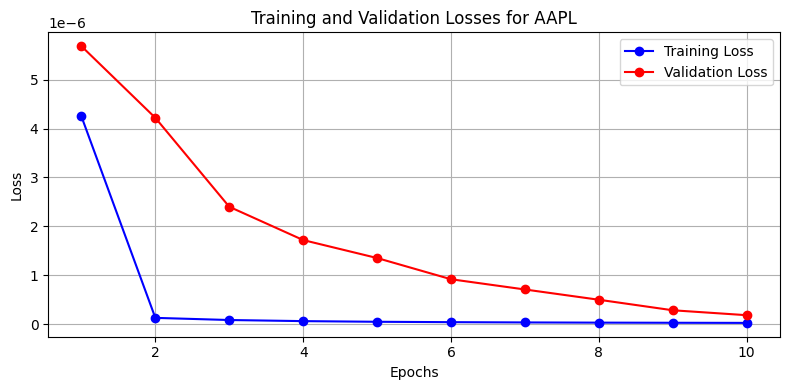 Training and Validation Losses for AAPL
1e−6
Training Loss
Validation Loss
5
4
3
2
1
0
Loss
2
4
6
8
10
Epochs